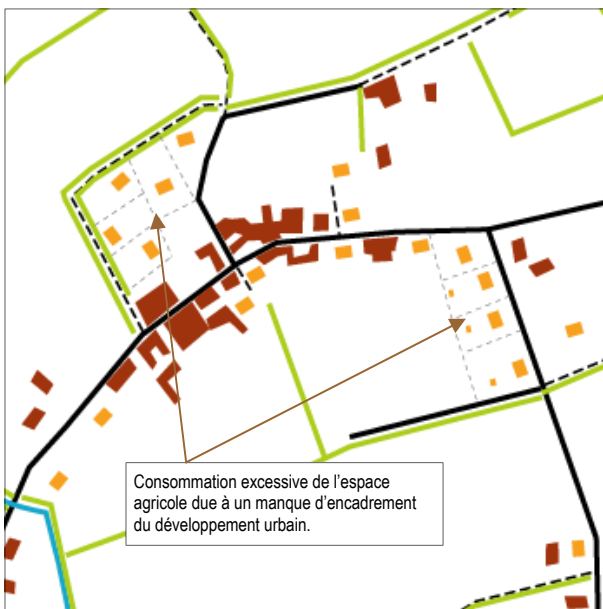 Consommation excessive de l’espace
agricole due à un manque d’encadrement
du développement urbain.